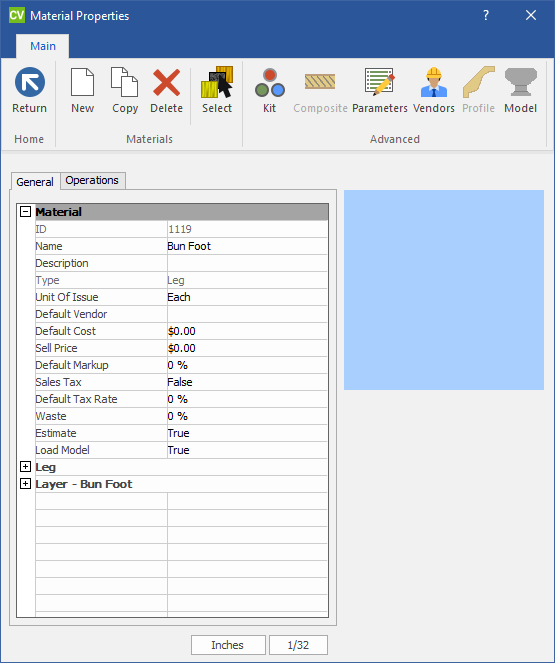 CV Material Properties ?
Main
Return New Copy Delete Select Kit Composite Parameters Vendors Profile Model
Home Materials Advanced
General Operations
Material
ID 1119
Name Bun Foot
Description
Type Leg
Unit Of Issue Each
Default Vendor
Default Cost $0.00
Sell Price $0.00
Default Markup 0 %
Sales Tax False
Default Tax Rate 0 %
Waste 0 %
Estimate True
Load Model True
Leg
Layer - Bun Foot
Inches 1/32